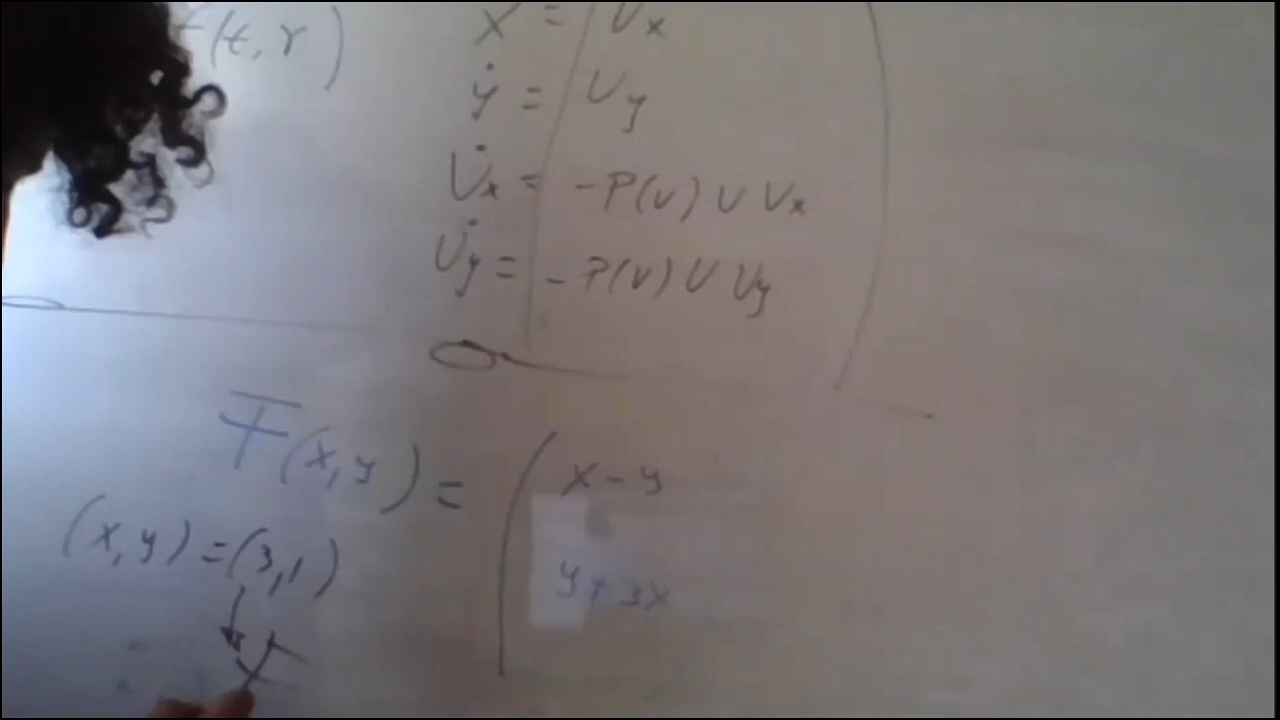 f(t, r)
ẋ = Vx
ẏ = Vy
V̇x = -P(v) V Vx
V̇y = -P(v) V Vy
F(x, y) = ( x - y
y + 3x
(x, y) = (3, 1)